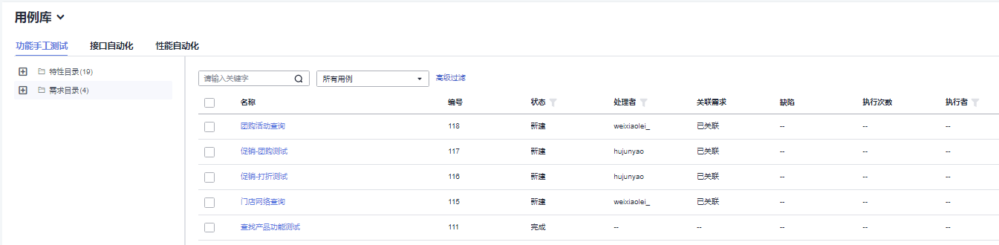 用例库
功能手工测试 接口自动化 性能自动化
特性目录(19)
需求目录(4)
请输入关键字 所有用例 高级过滤
名称 编号 状态 处理者 关联需求 缺陷 执行次数 执行者
团购活动查询 118 新建 weixiaolei_ 已关联 -- -- --
促销-团购测试 117 新建 hujunyao 已关联 -- -- --
促销-打折测试 116 新建 hujunyao 已关联 -- -- --
门店网络查询 115 新建 weixiaolei_ 已关联 -- -- --
查找产品功能测试 111 完成 -- -- -- -- --